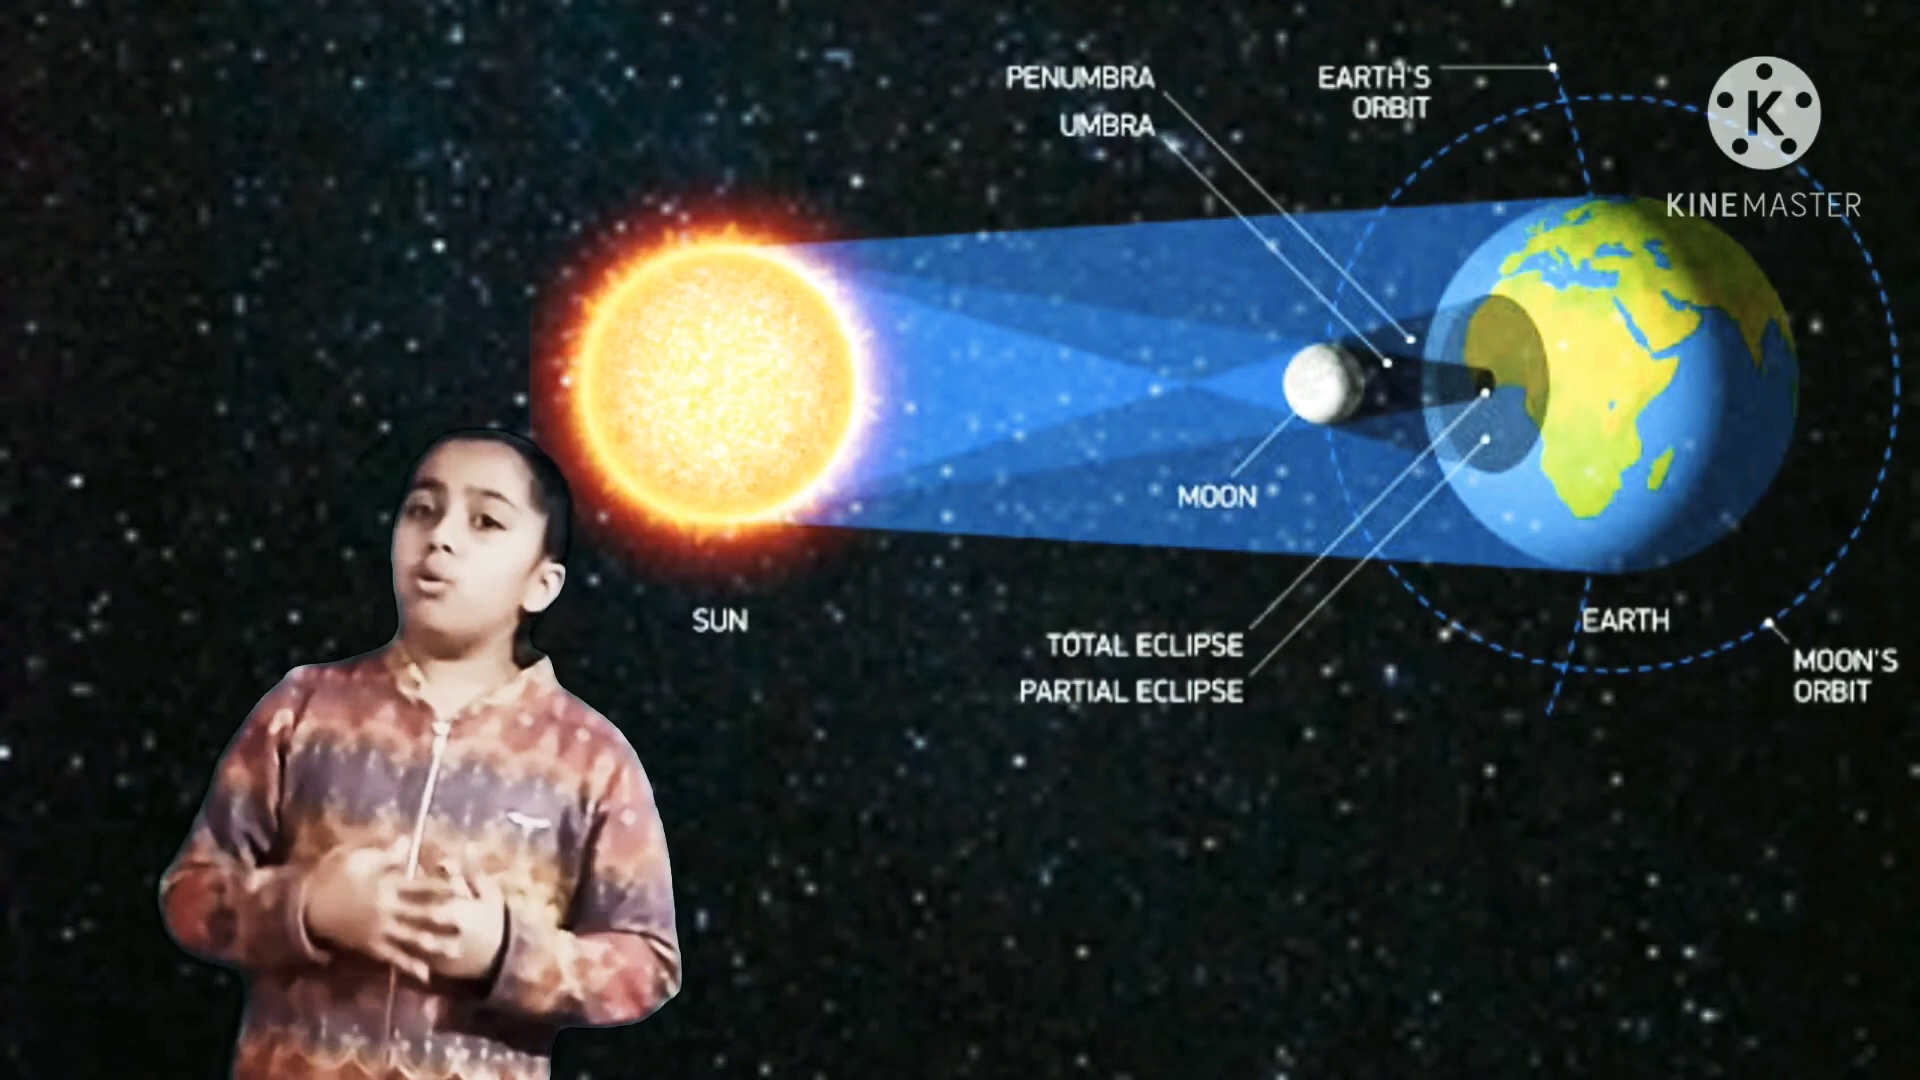 PENUMBRA
UMBRA
EARTH'S
ORBIT
K
KINEMASTER
MOON
SUN
TOTAL ECLIPSE
PARTIAL ECLIPSE
EARTH
MOON'S
ORBIT